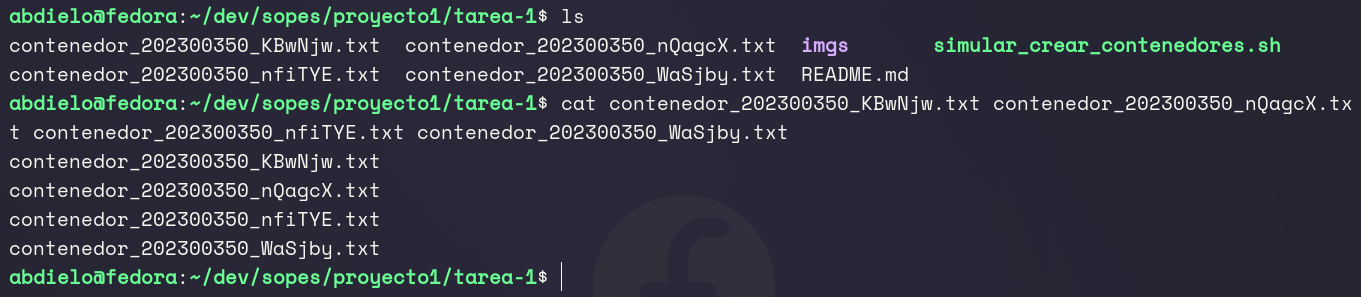 abdielo@fedora:~/dev/sopes/proyecto1/tarea-1$ ls
contenedor_202300350_KBwNjw.txt  contenedor_202300350_nQagcX.txt  imgs       simular_crear_contenedores.sh
contenedor_202300350_nfiTYE.txt  contenedor_202300350_WaSjby.txt  README.md
abdielo@fedora:~/dev/sopes/proyecto1/tarea-1$ cat contenedor_202300350_KBwNjw.txt contenedor_202300350_nQagcX.tx
t contenedor_202300350_nfiTYE.txt contenedor_202300350_WaSjby.txt
contenedor_202300350_KBwNjw.txt
contenedor_202300350_nQagcX.txt
contenedor_202300350_nfiTYE.txt
contenedor_202300350_WaSjby.txt
abdielo@fedora:~/dev/sopes/proyecto1/tarea-1$